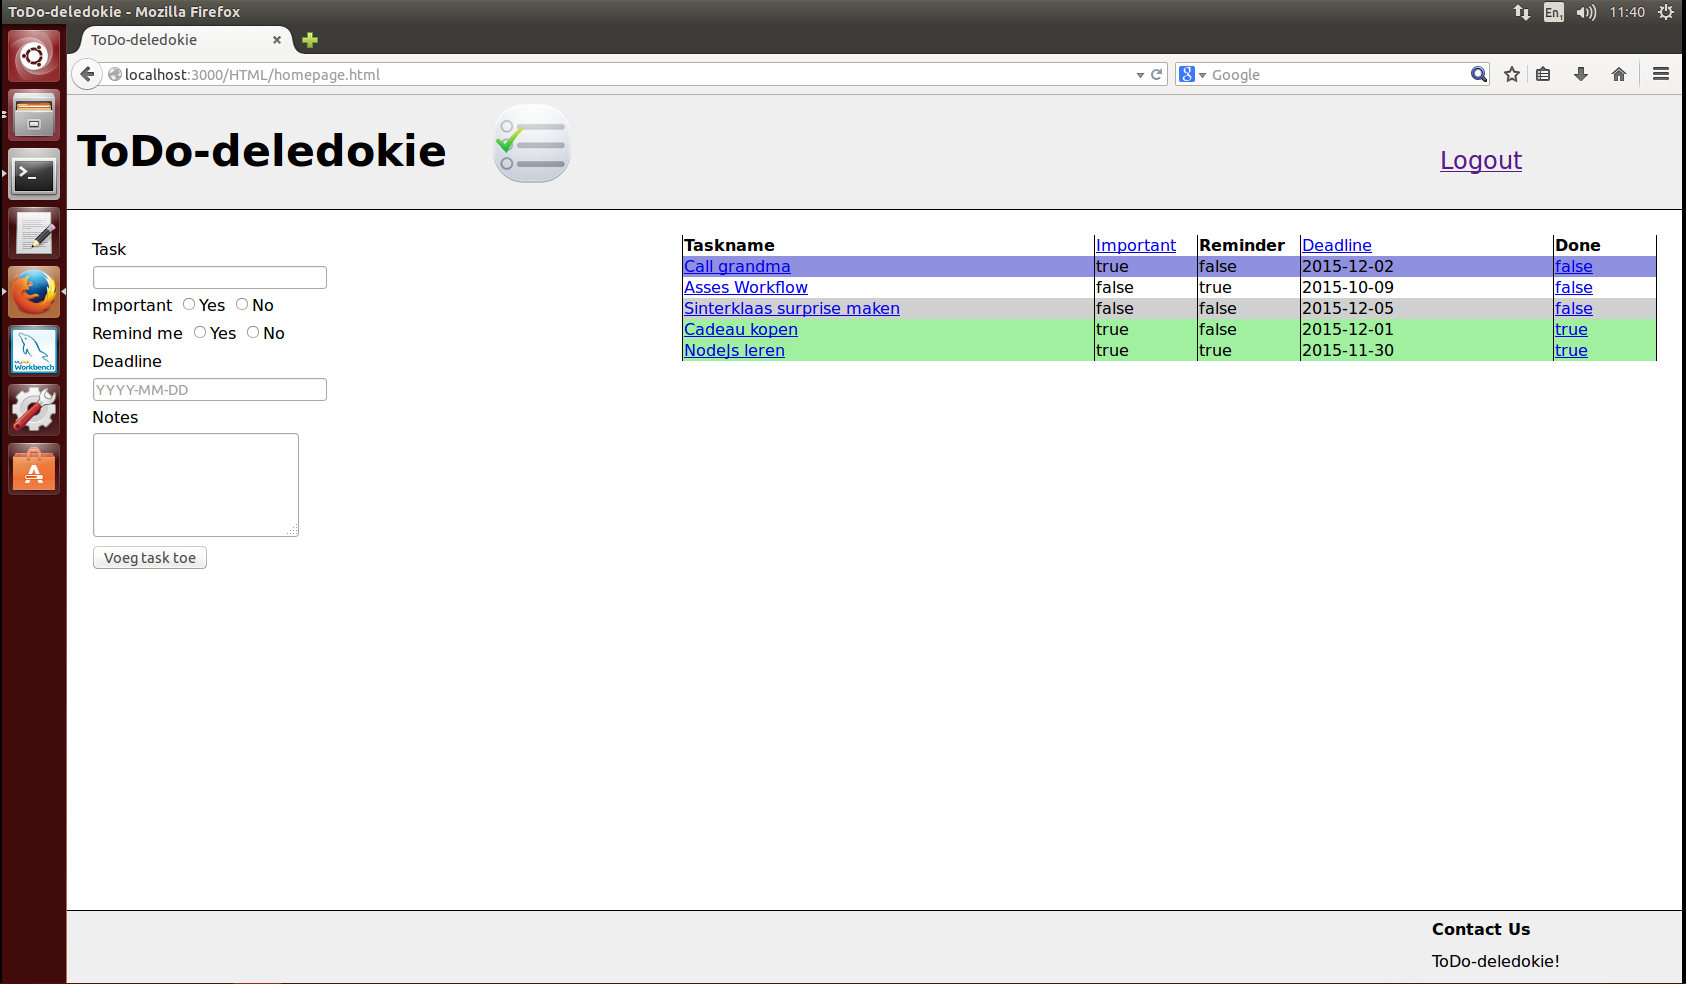 ToDo-deledokie - Mozilla Firefox
En1 11:40
ToDo-deledokie
localhost:3000/HTML/homepage.html
8 Google
ToDo-deledokie
Logout
Task
Important Yes No
Remind me Yes No
Deadline
YYYY-MM-DD
Notes
Voeg task toe
Taskname Important Reminder Deadline Done
Call grandma true false 2015-12-02 false
Asses Workflow false true 2015-10-09 false
Sinterklaas surprise maken false false 2015-12-05 false
Cadeau kopen true false 2015-12-01 true
NodeJs leren true true 2015-11-30 true
Workbench
Contact Us
ToDo-deledokie!